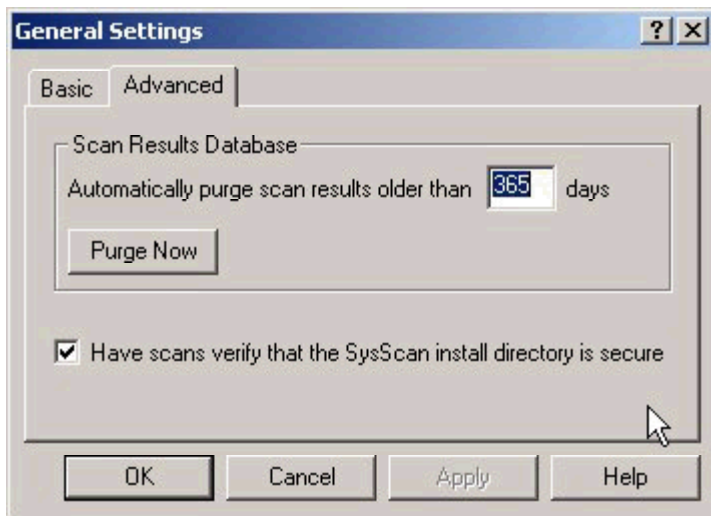 General Settings
Basic
Advanced
Scan Results Database
Automatically purge scan results older than 365 days
Purge Now
Have scans verify that the SysScan install directory is secure
OK
Cancel
Apply
Help